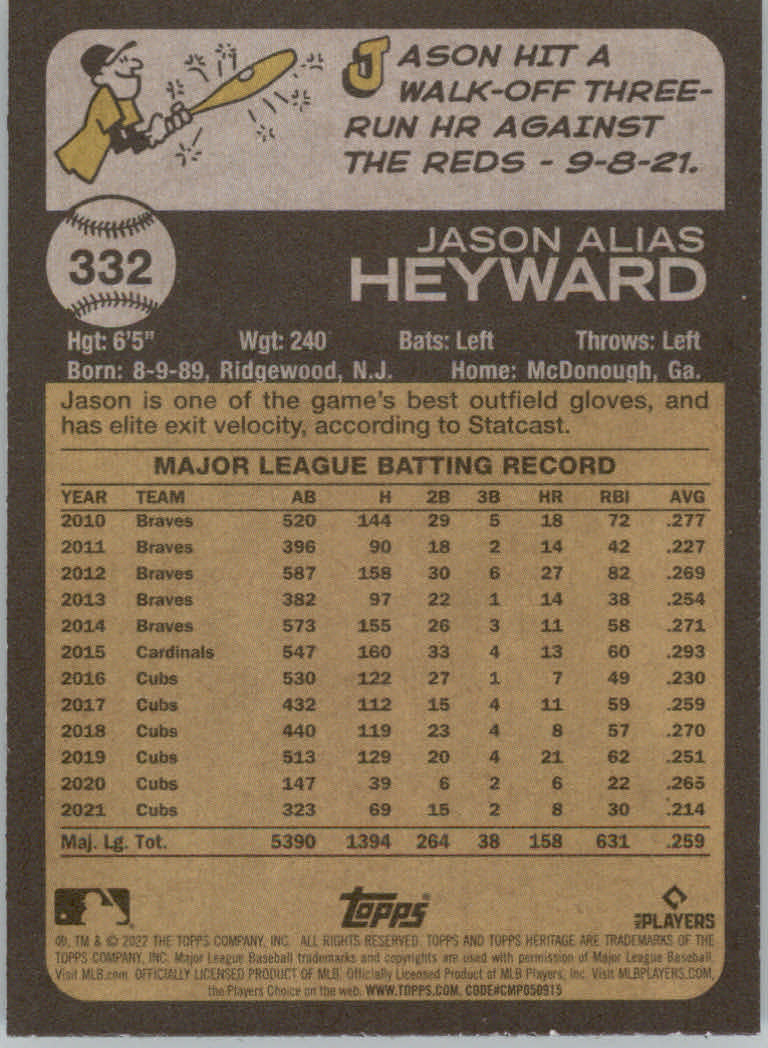 JASON HIT A
WALK-OFF THREE-
RUN HR AGAINST
THE REDS - 9-8-21.
332
JASON ALIAS
HEYWARD
Hgt: 6'5" Wgt: 240 Bats: Left Throws: Left
Born: 8-9-89, Ridgewood, N.J. Home: McDonough, Ga.
Jason is one of the game's best outfield gloves, and
has elite exit velocity, according to Statcast.
MAJOR LEAGUE BATTING RECORD
YEAR TEAM AB H 2B 3B HR RBI AVG
2010 Braves 520 144 29 5 18 72 .277
2011 Braves 396 90 18 2 14 42 .227
2012 Braves 587 158 30 6 27 82 .269
2013 Braves 382 97 22 1 14 38 .254
2014 Braves 573 155 26 3 11 58 .271
2015 Cardinals 547 160 33 4 13 60 .293
2016 Cubs 530 122 27 1 7 49 .230
2017 Cubs 432 112 15 4 11 59 .259
2018 Cubs 440 119 23 4 8 57 .270
2019 Cubs 513 129 20 4 21 62 .251
2020 Cubs 147 39 6 2 6 22 .265
2021 Cubs 323 69 15 2 8 30 .214
Maj. Lg. Tot. 5390 1394 264 38 158 631 .259
Topps®
MLB PLAYERS
®, TM & © 2022 THE TOPPS COMPANY, INC. ALL RIGHTS RESERVED. TOPPS AND TOPPS HERITAGE ARE TRADEMARKS OF THE
TOPPS COMPANY, INC. Major League Baseball trademarks and copyrights are used with permission of Major League Baseball.
Visit MLB.com. OFFICIALLY LICENSED PRODUCT OF MLB. Officially Licensed Product of MLB Players, Inc. Visit MLBPLAYERS.COM,
the Players Choice on the web. WWW.TOPPS.COM. CODE#CMP050915